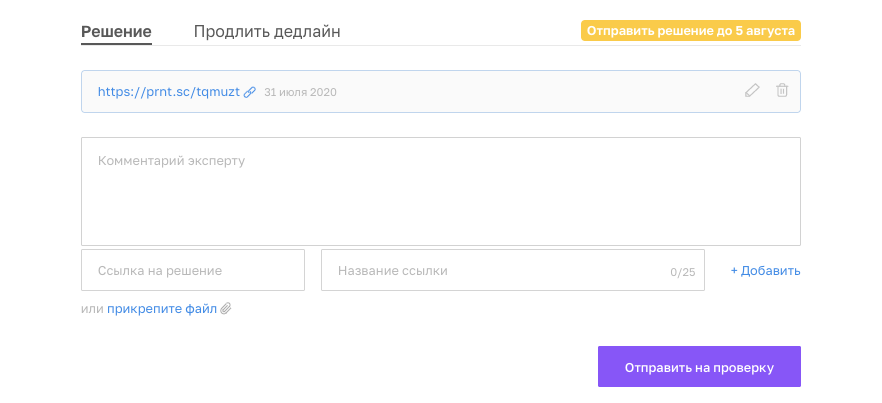 Решение
Продлить дедлайн
Отправить решение до 5 августа
https://prnt.sc/tqmuzt 31 июля 2020
Комментарий эксперту
Ссылка на решение
Название ссылки
0/25
+ Добавить
или прикрепите файл
Отправить на проверку